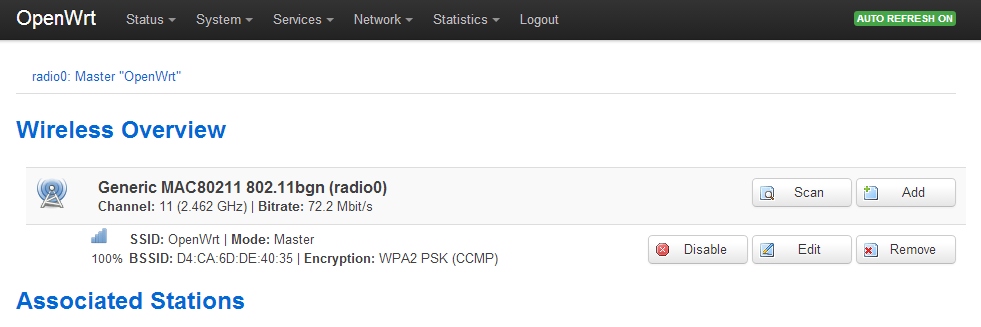 OpenWrt Status System Services Network Statistics Logout AUTO REFRESH ON
radio0: Master "OpenWrt"
Wireless Overview
Generic MAC80211 802.11bgn (radio0)
Channel: 11 (2.462 GHz) | Bitrate: 72.2 Mbit/s
Scan Add
SSID: OpenWrt | Mode: Master
100% BSSID: D4:CA:6D:DE:40:35 | Encryption: WPA2 PSK (CCMP)
Disable Edit Remove
Associated Stations